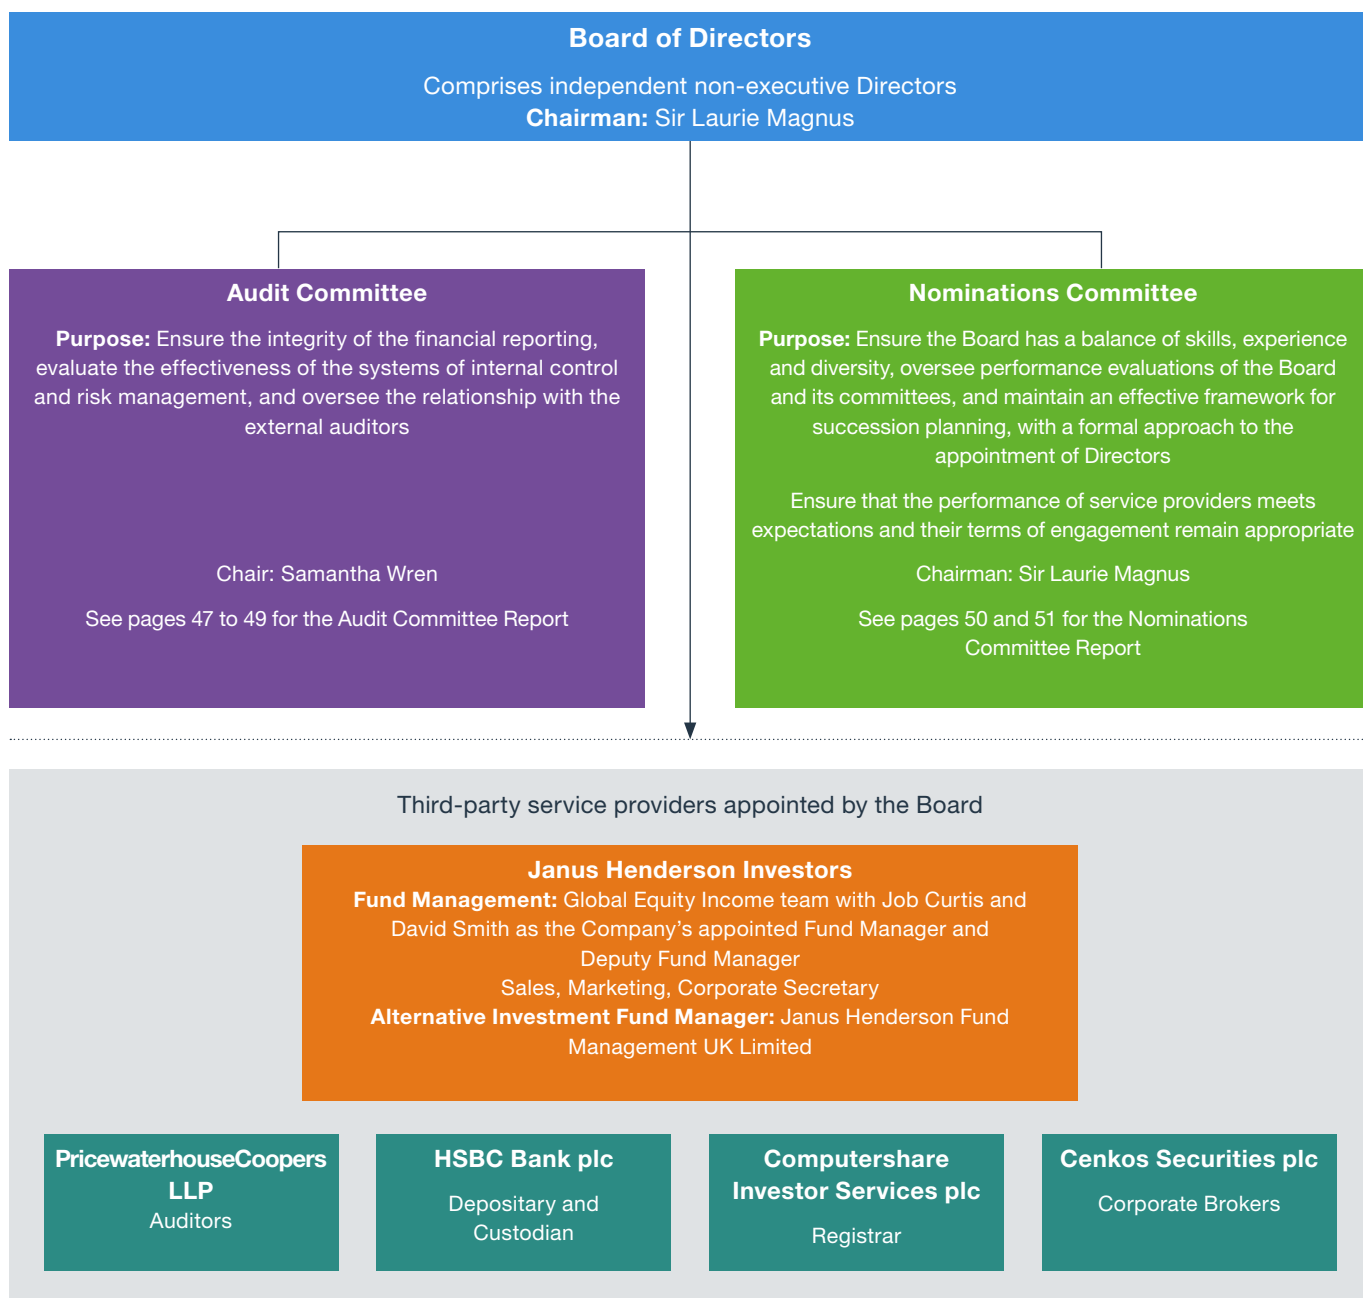 Board of Directors
Comprises independent non-executive Directors
Chairman: Sir Laurie Magnus
Audit Committee
Purpose: Ensure the integrity of the financial reporting,
evaluate the effectiveness of the systems of internal control
and risk management, and oversee the relationship with the
external auditors
Chair: Samantha Wren
See pages 47 to 49 for the Audit Committee Report
Nominations Committee
Purpose: Ensure the Board has a balance of skills, experience
and diversity, oversee performance evaluations of the Board
and its committees, and maintain an effective framework for
succession planning, with a formal approach to the
appointment of Directors
Ensure that the performance of service providers meets
expectations and their terms of engagement remain appropriate
Chairman: Sir Laurie Magnus
See pages 50 and 51 for the Nominations
Committee Report
Third-party service providers appointed by the Board
Janus Henderson Investors
Fund Management: Global Equity Income team with Job Curtis and
David Smith as the Company’s appointed Fund Manager and
Deputy Fund Manager
Sales, Marketing, Corporate Secretary
Alternative Investment Fund Manager: Janus Henderson Fund
Management UK Limited
PricewaterhouseCoopers
LLP
Auditors
HSBC Bank plc
Depositary and
Custodian
Computershare
Investor Services plc
Registrar
Cenkos Securities plc
Corporate Brokers